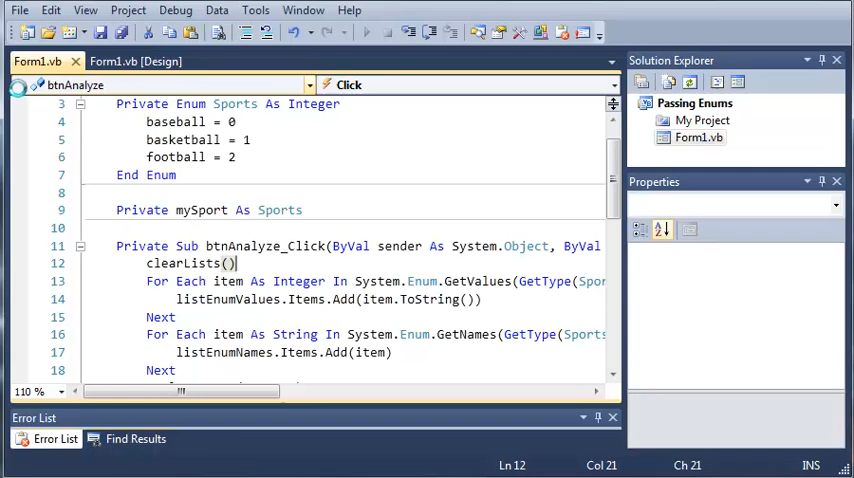 File Edit View Project Debug Data Tools Window Help
Click
Form1.vb Form1.vb [Design]
btnAnalyze Click
3 Private Enum Sports As Integer
4 baseball = 0
5 basketball = 1
6 football = 2
7 End Enum
8
9 Private mySport As Sports
10
11 Private Sub btnAnalyze_Click(ByVal sender As System.Object, ByVal
12 clearLists()
13 For Each item As Integer In System.Enum.GetValues(GetType(Spo
14 listEnumValues.Items.Add(item.ToString())
15 Next
16 For Each item As String In System.Enum.GetNames(GetType(Sports
17 listEnumNames.Items.Add(item)
18 Next
110 %
Solution Explorer
Passing Enums
My Project
Form1.vb
Properties
Error List
Error List Find Results
Ln 12 Col 21 Ch 21 INS